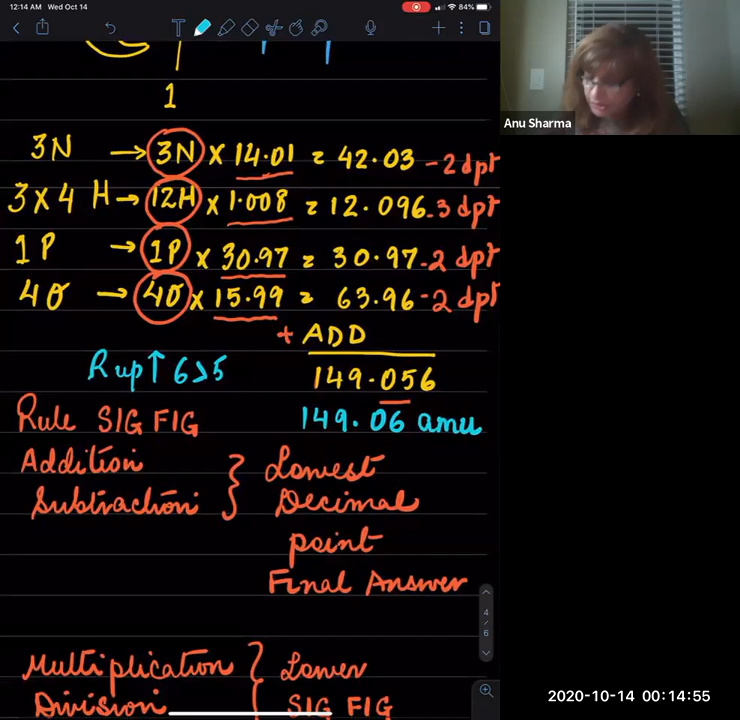 12:14 AM Wed Oct 14
84%
Anu Sharma
1
3N → 3N × 14.01 = 42.03 -2 dpt
3 X 4 H → 12H × 1.008 = 12.096 -3 dpt
1P → 1P × 30.97 = 30.97 -2 dpt
4O → 4O × 15.99 = 63.96 -2 dpt
+ ADD
R up ↑ 6>5 149.056
Rule SIG FIG 149.06 amu
Addition } Lowest
Subtraction Decimal
point
Final Answer
4
/
6
Multiplication } Lower
Division SIG FIG
2020-10-14 00:14:55